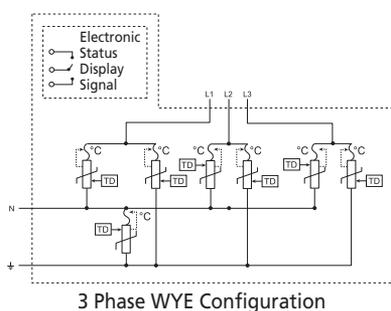 Electronic
Status
Display
Signal
L1 L2 L3
°C °C °C °C °C °C
TD TD TD TD TD TD
N
°C
TD
3 Phase WYE Configuration